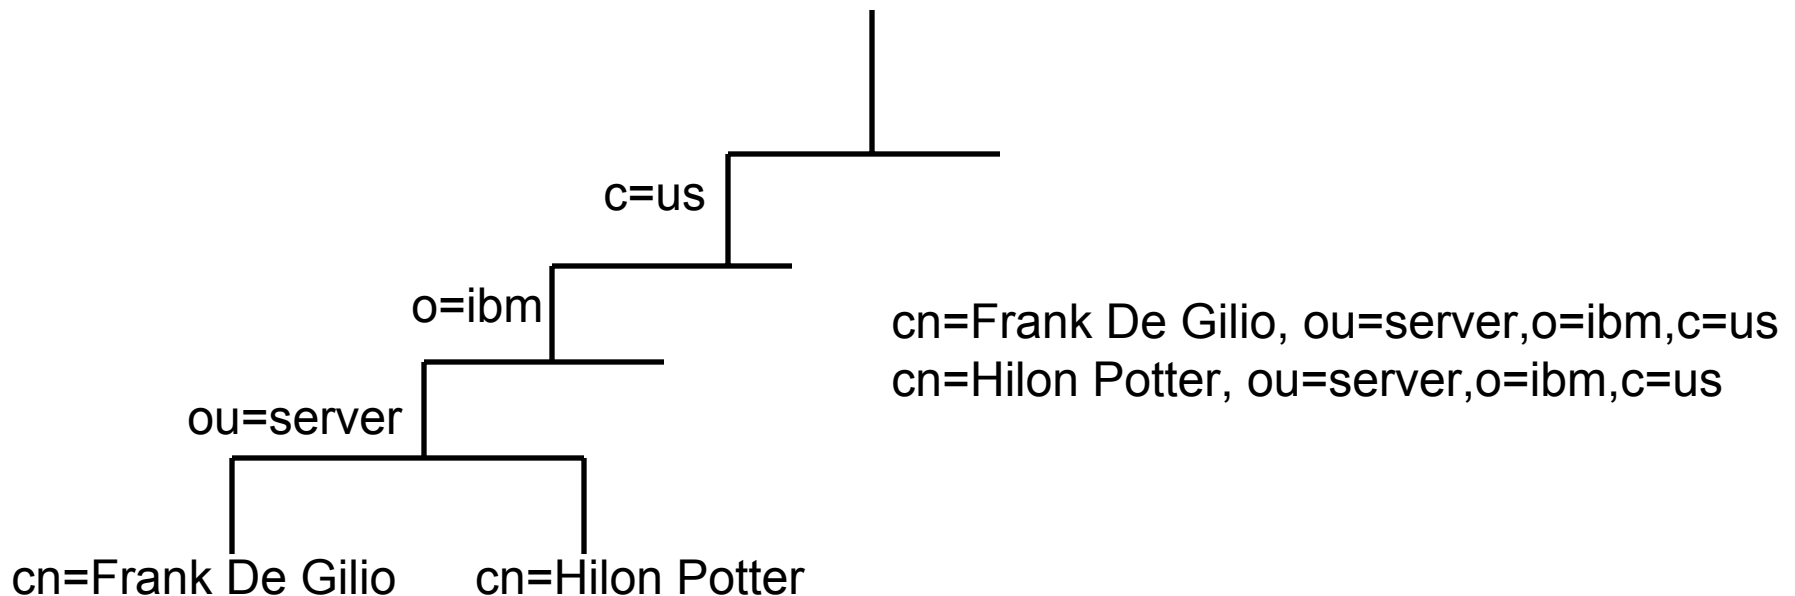 c=us
o=ibm
cn=Frank De Gilio, ou=server,o=ibm,c=us
cn=Hilon Potter, ou=server,o=ibm,c=us
ou=server
cn=Frank De Gilio
cn=Hilon Potter